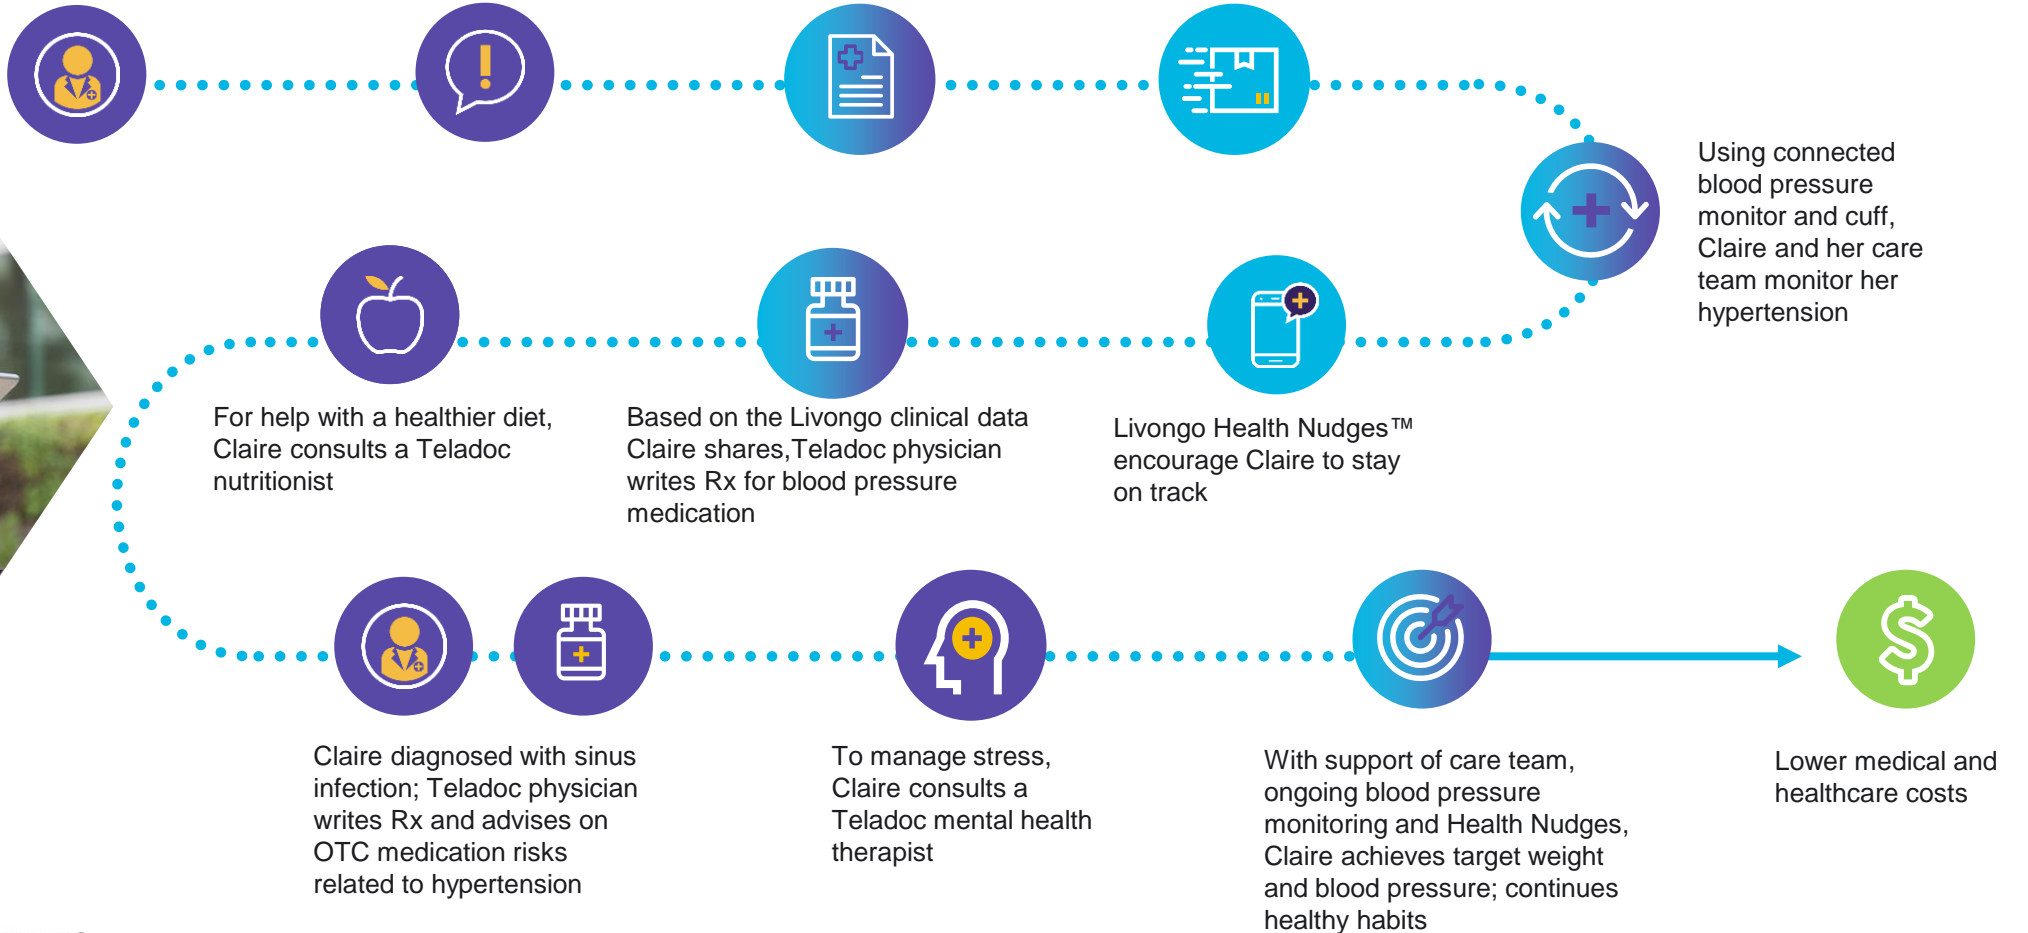 Using connected
blood pressure
monitor and cuff,
Claire and her care
team monitor her
hypertension
For help with a healthier diet,
Claire consults a Teladoc
nutritionist
Based on the Livongo clinical data
Claire shares,Teladoc physician
writes Rx for blood pressure
medication
Livongo Health Nudges™
encourage Claire to stay
on track
Claire diagnosed with sinus
infection; Teladoc physician
writes Rx and advises on
OTC medication risks
related to hypertension
To manage stress,
Claire consults a
Teladoc mental health
therapist
With support of care team,
ongoing blood pressure
monitoring and Health Nudges,
Claire achieves target weight
and blood pressure; continues
healthy habits
Lower medical and
healthcare costs